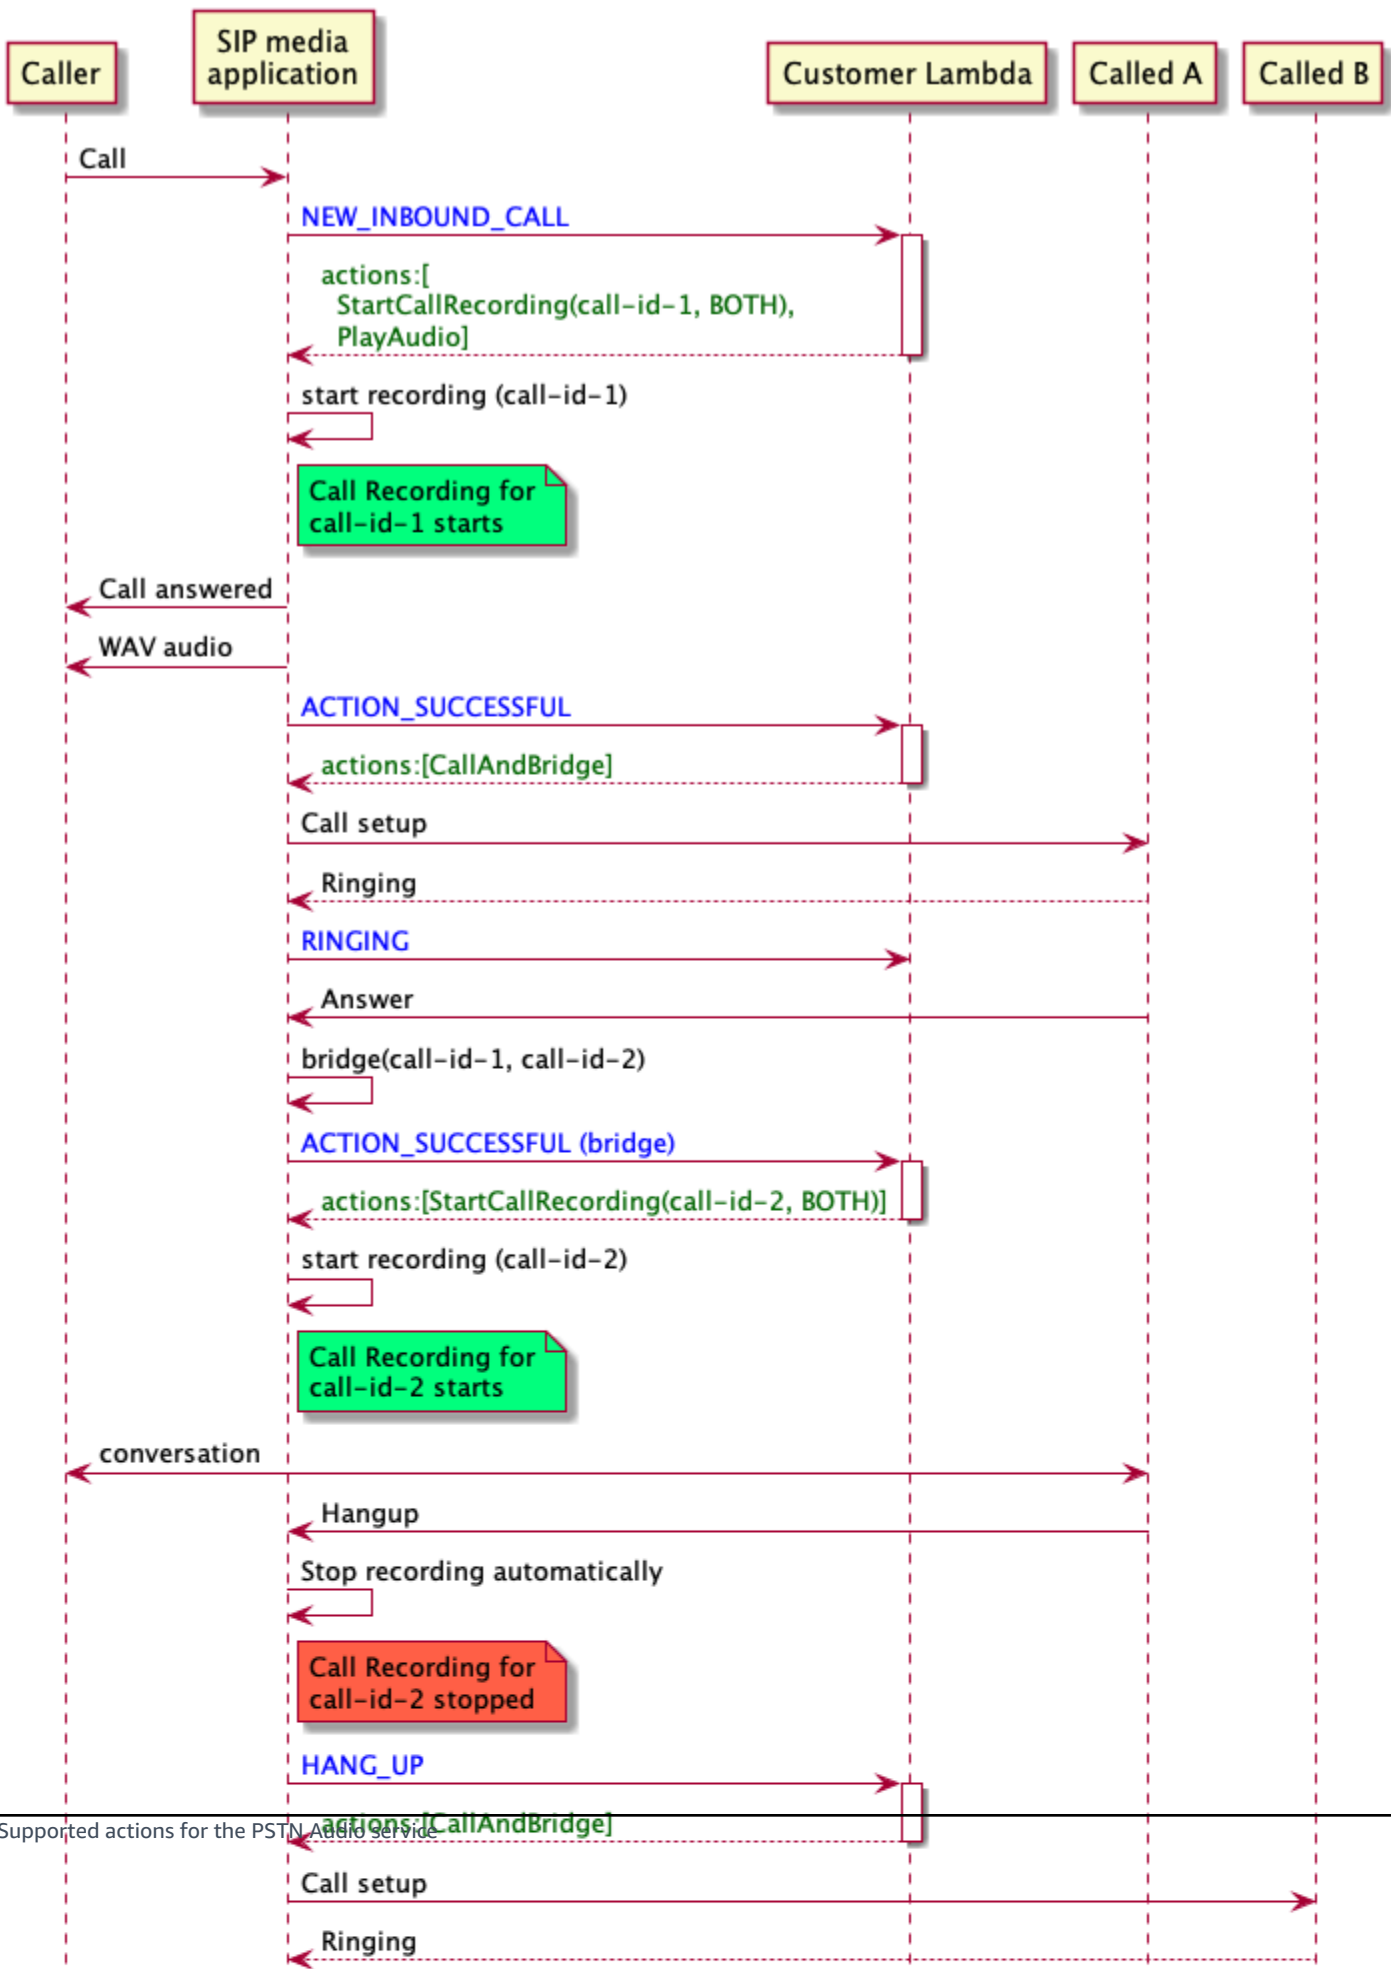 Caller
SIP media
application
Customer Lambda
Called A
Called B
Call
NEW_INBOUND_CALL
actions:[
StartCallRecording(call-id-1, BOTH),
PlayAudio]
start recording (call-id-1)
Call Recording for
call-id-1 starts
Call answered
WAV audio
ACTION_SUCCESSFUL
actions:[CallAndBridge]
Call setup
Ringing
RINGING
Answer
bridge(call-id-1, call-id-2)
ACTION_SUCCESSFUL (bridge)
actions:[StartCallRecording(call-id-2, BOTH)]
start recording (call-id-2)
Call Recording for
call-id-2 starts
conversation
Hangup
Stop recording automatically
Call Recording for
call-id-2 stopped
HANG_UP
actions:[CallAndBridge]
Supported actions for the PSTN Audio service
Call setup
Ringing